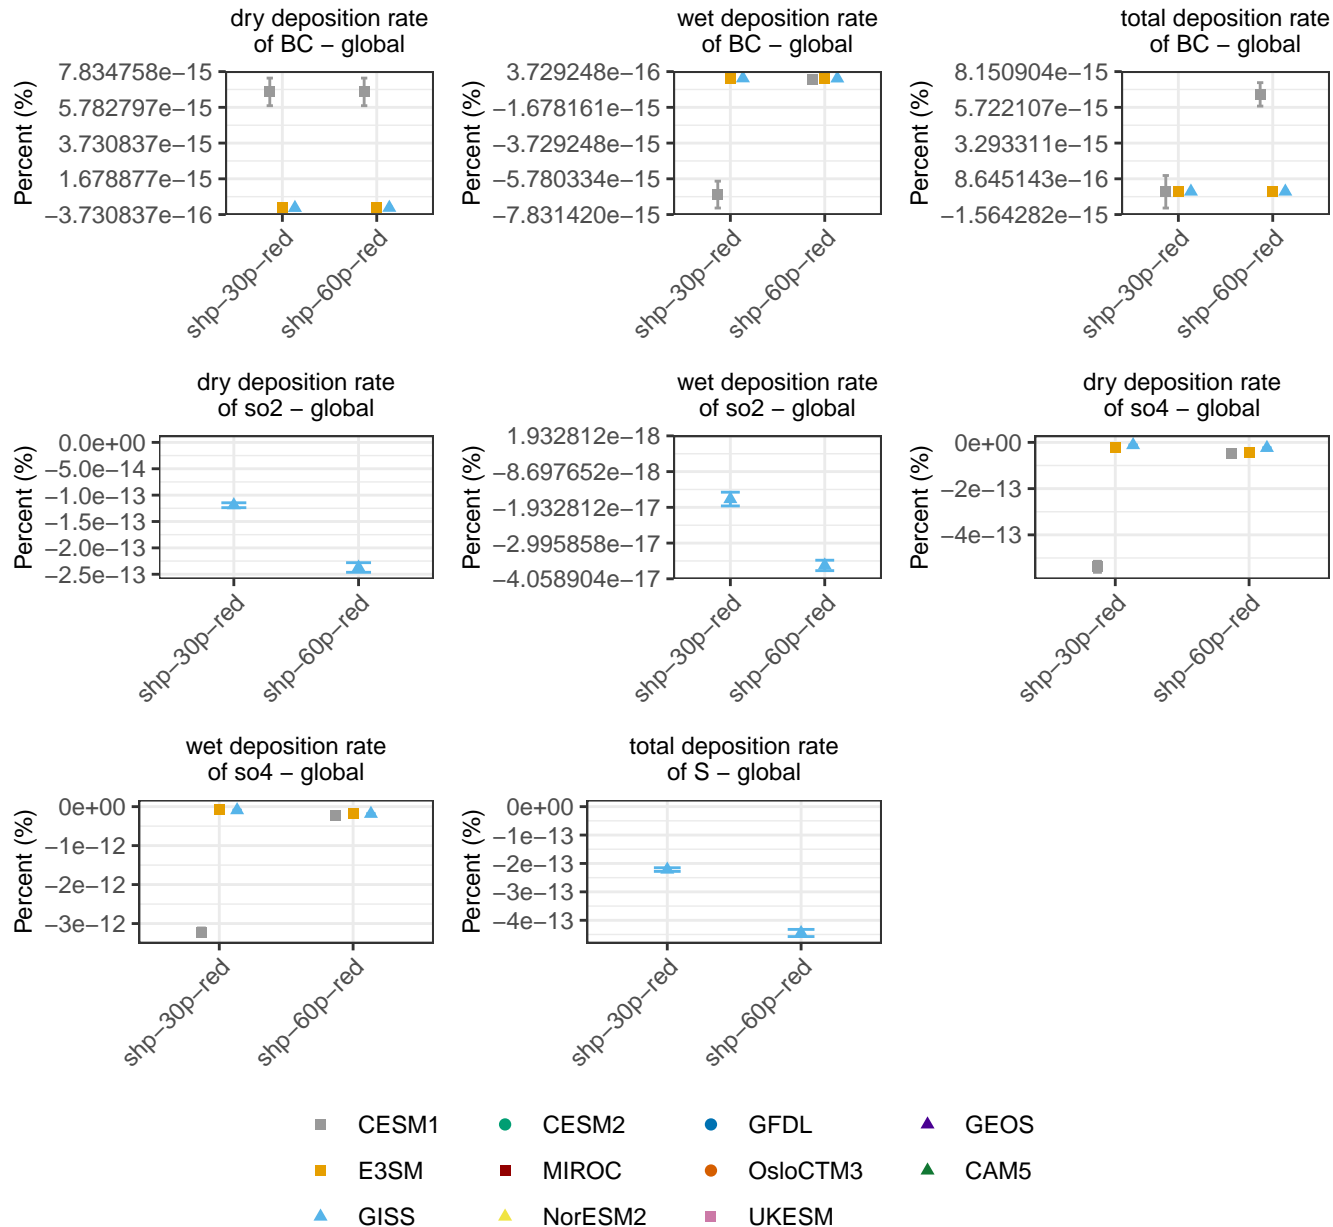 dry deposition rate
of BC − global
Percent (%)
7.834758e−15
5.782797e−15
3.730837e−15
1.678877e−15
−3.730837e−16
shp−30p−red
shp−60p−red
wet deposition rate
of BC − global
Percent (%)
3.729248e−16
−1.678161e−15
−3.729248e−15
−5.780334e−15
−7.831420e−15
shp−30p−red
shp−60p−red
total deposition rate
of BC − global
Percent (%)
8.150904e−15
5.722107e−15
3.293311e−15
8.645143e−16
−1.564282e−15
shp−30p−red
shp−60p−red
dry deposition rate
of so2 − global
Percent (%)
0.0e+00
−5.0e−14
−1.0e−13
−1.5e−13
−2.0e−13
−2.5e−13
shp−30p−red
shp−60p−red
wet deposition rate
of so2 − global
Percent (%)
1.932812e−18
−8.697652e−18
−1.932812e−17
−2.995858e−17
−4.058904e−17
shp−30p−red
shp−60p−red
dry deposition rate
of so4 − global
Percent (%)
0e+00
−2e−13
−4e−13
shp−30p−red
shp−60p−red
wet deposition rate
of so4 − global
Percent (%)
0e+00
−1e−12
−2e−12
−3e−12
shp−30p−red
shp−60p−red
total deposition rate
of S − global
Percent (%)
0e+00
−1e−13
−2e−13
−3e−13
−4e−13
shp−30p−red
shp−60p−red
CESM1
CESM2
GFDL
GEOS
E3SM
MIROC
OsloCTM3
CAM5
GISS
NorESM2
UKESM